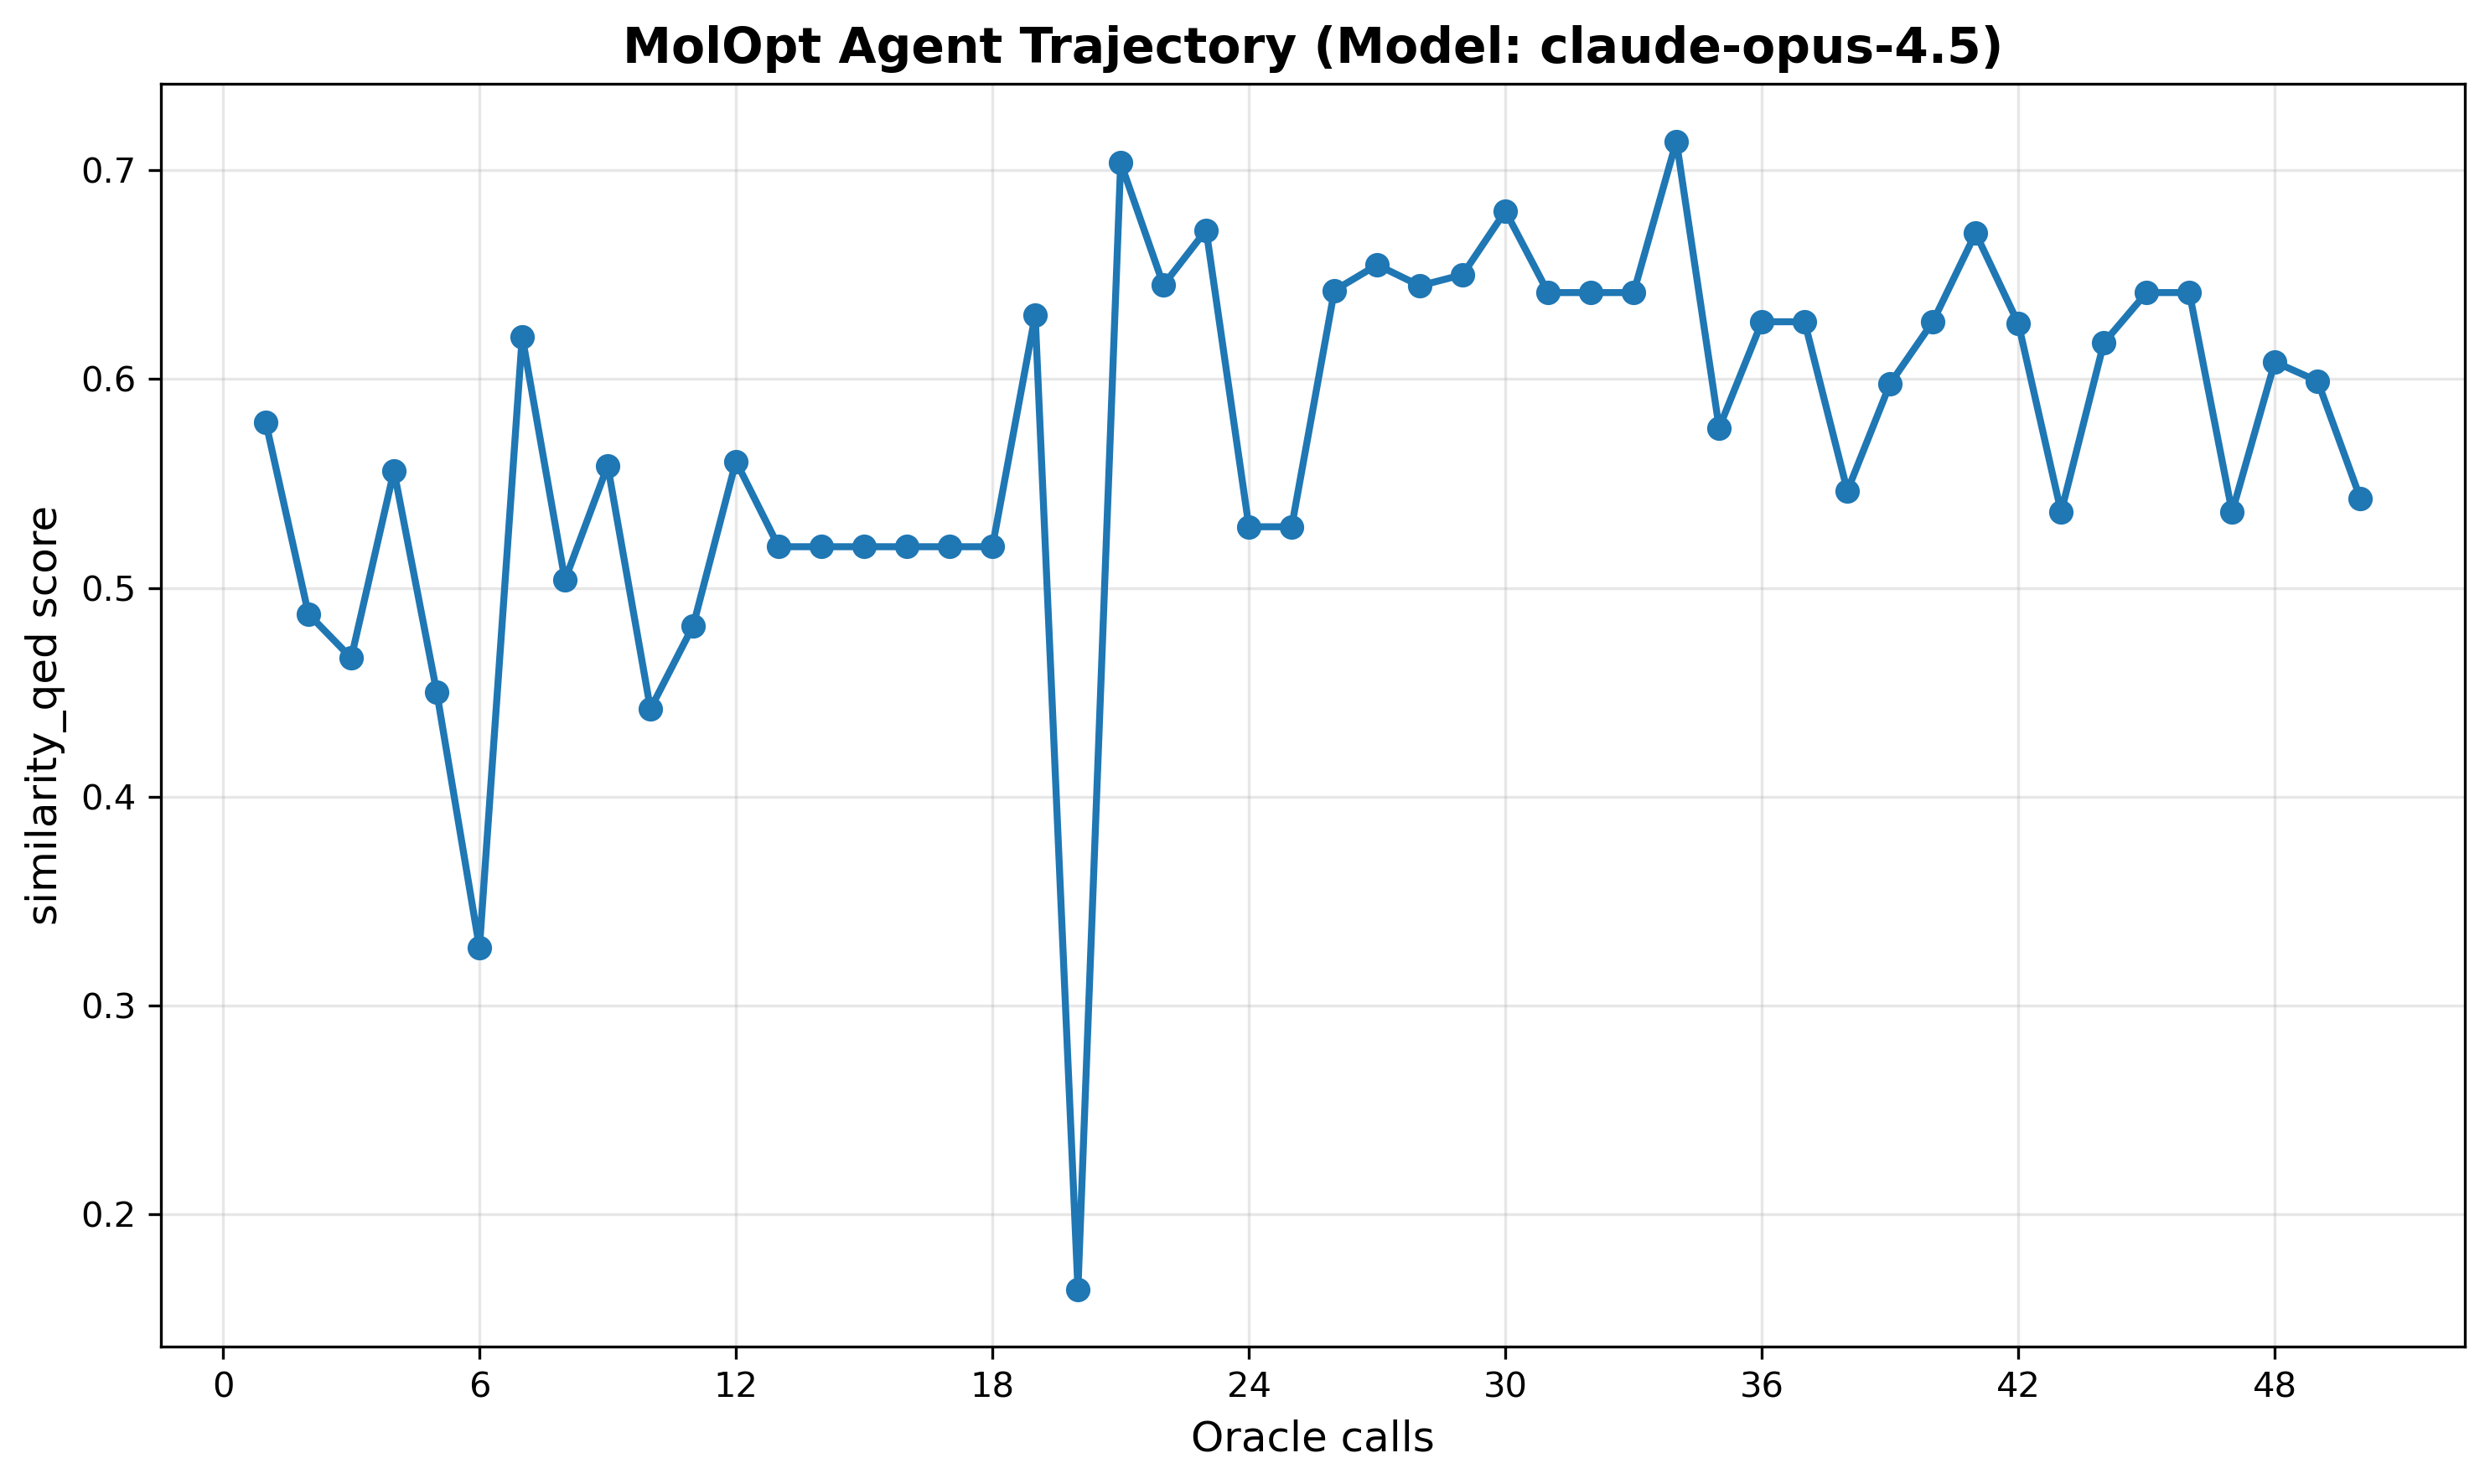 MolOpt Agent Trajectory (Model: claude-opus-4.5)
similarity_qed score
0.7
0.6
0.5
0.4
0.3
0.2
0 6 12 18 24 30 36 42 48
Oracle calls